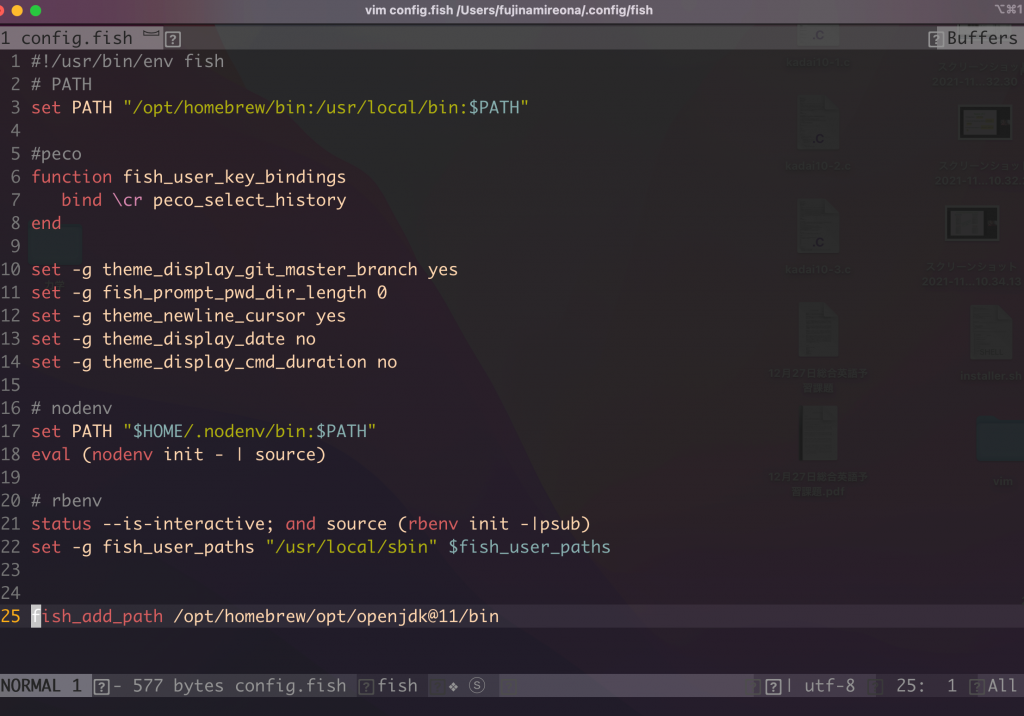 vim config.fish /Users/fujinamireona/.config/fish
⌥⌘1
1 config.fish
Buffers
1 #!/usr/bin/env fish
2 # PATH
3 set PATH "/opt/homebrew/bin:/usr/local/bin:$PATH"
4
5 #peco
6 function fish_user_key_bindings
7    bind \cr peco_select_history
8 end
9
10 set -g theme_display_git_master_branch yes
11 set -g fish_prompt_pwd_dir_length 0
12 set -g theme_newline_cursor yes
13 set -g theme_display_date no
14 set -g theme_display_cmd_duration no
15
16 # nodenv
17 set PATH "$HOME/.nodenv/bin:$PATH"
18 eval (nodenv init - | source)
19
20 # rbenv
21 status --is-interactive; and source (rbenv init -|psub)
22 set -g fish_user_paths "/usr/local/sbin" $fish_user_paths
23
24
25 fish_add_path /opt/homebrew/opt/openjdk@11/bin
NORMAL 1 - 577 bytes config.fish fish Ⓢ | utf-8 25: 1 All
.C
.C
.C
installer.sh
vim